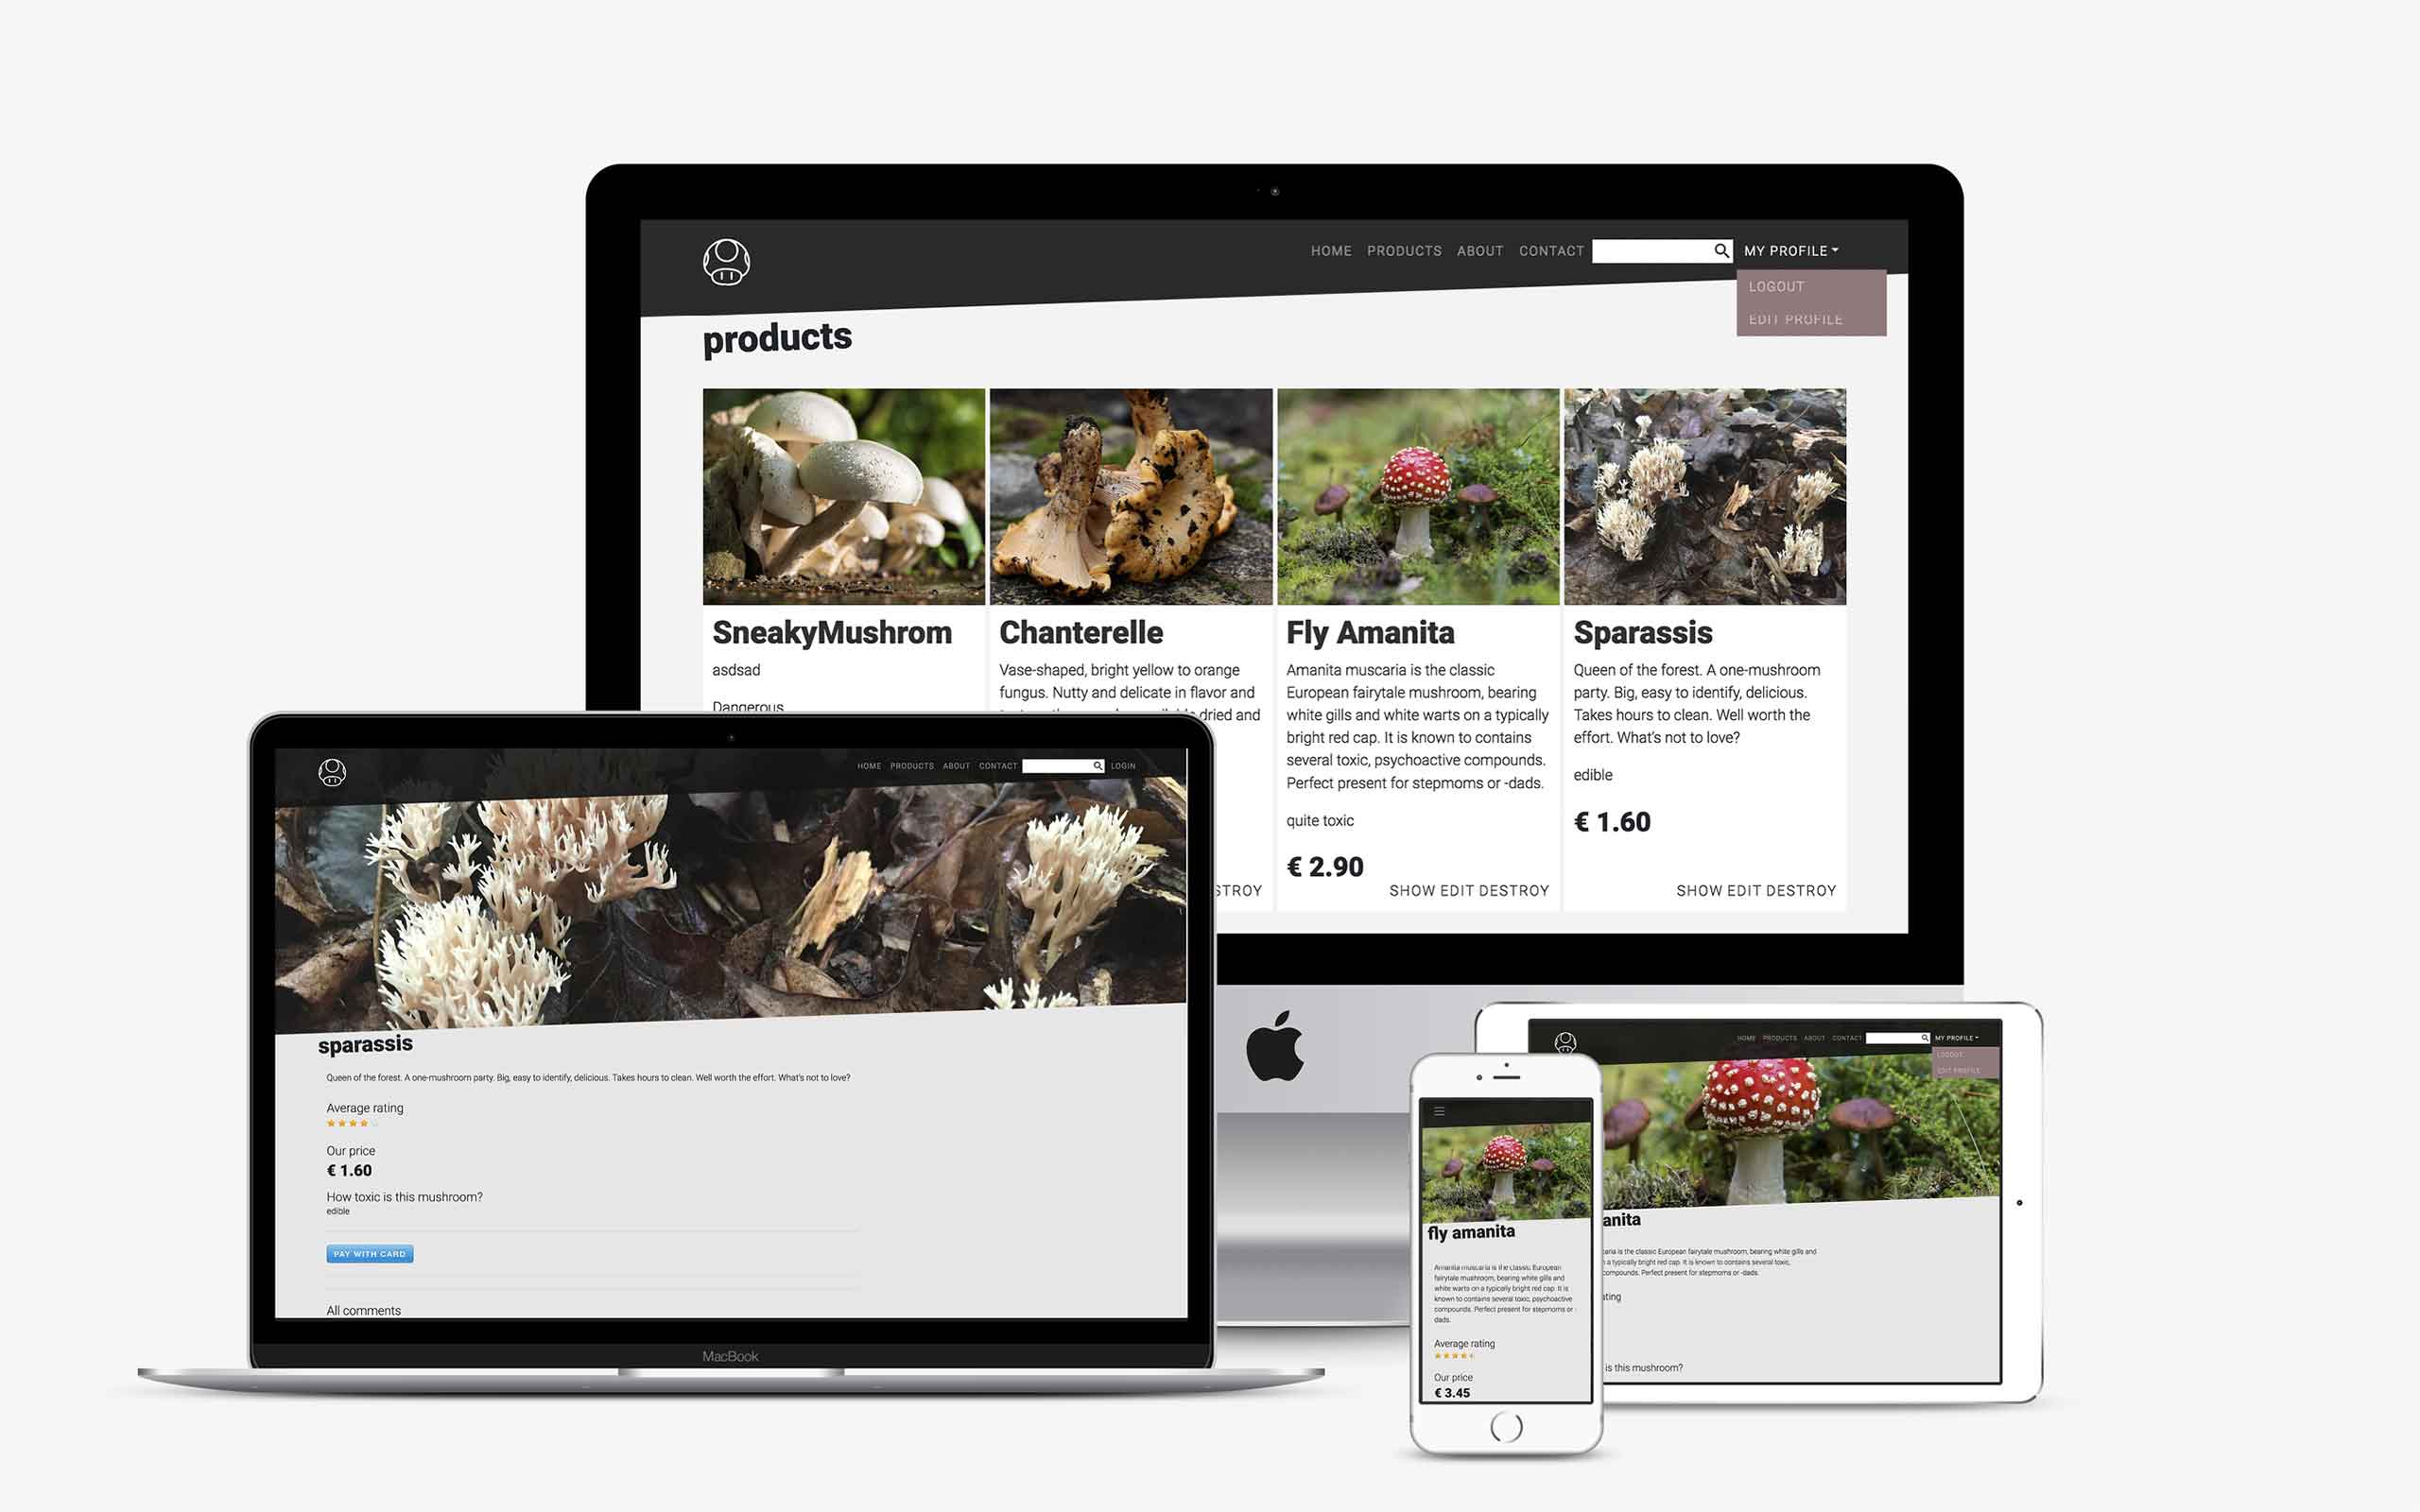 HOME PRODUCTS ABOUT CONTACT MY PROFILE
LOGOUT
EDIT PROFILE
products
SneakyMushrom
asdsad
Dangerous
Chanterelle
Vase-shaped, bright yellow to orange
fungus. Nutty and delicate in flavor and
dried and
STROY
Fly Amanita
Amanita muscaria is the classic
European fairytale mushroom, bearing
white gills and white warts on a typically
bright red cap. It is known to contains
several toxic, psychoactive compounds.
Perfect present for stepmoms or -dads.
quite toxic
€ 2.90
SHOW EDIT DESTROY
Sparassis
Queen of the forest. A one-mushroom
party. Big, easy to identify, delicious.
Takes hours to clean. Well worth the
effort. What's not to love?
edible
€ 1.60
SHOW EDIT DESTROY
HOME PRODUCTS ABOUT CONTACT LOGIN
sparassis
Queen of the forest. A one-mushroom party. Big, easy to identify, delicious. Takes hours to clean. Well worth the effort. What's not to love?
Average rating
Our price
€ 1.60
How toxic is this mushroom?
edible
PAY WITH CARD
All comments
MacBook
fly amanita
Amanita muscaria is the classic European
fairytale mushroom, bearing white gills and
white warts on a typically bright red cap. It is
known to contains several toxic, psychoactive
compounds. Perfect present for stepmoms or -
dads.
Average rating
Our price
€ 3.45
HOME PRODUCTS ABOUT CONTACT MY PROFILE
LOGOUT
EDIT PROFILE
anita
caria is the classic European fairytale mushroom, bearing white gills and
a typically bright red cap. It is known to contains several toxic,
compounds. Perfect present for stepmoms or -dads.
ating
is this mushroom?